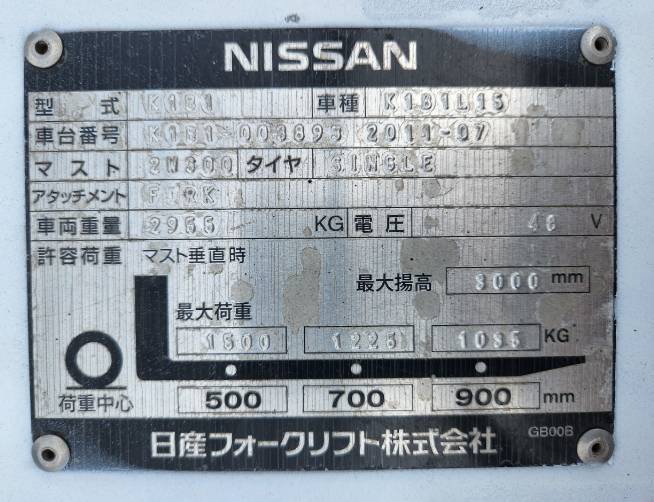 NISSAN
型式 K1B1 車種 K1B1L15
車台番号 K1B1-003893 2011-07
マスト 2W300 タイヤ SINGLE
アタッチメント FORK
車両重量 2955 KG 電圧 48 V
許容荷重 マスト垂直時
最大揚高 3000 mm
最大荷重
1500 1225 1085 KG
荷重中心 500 700 900 mm
日産フォークリフト株式会社 GB00B